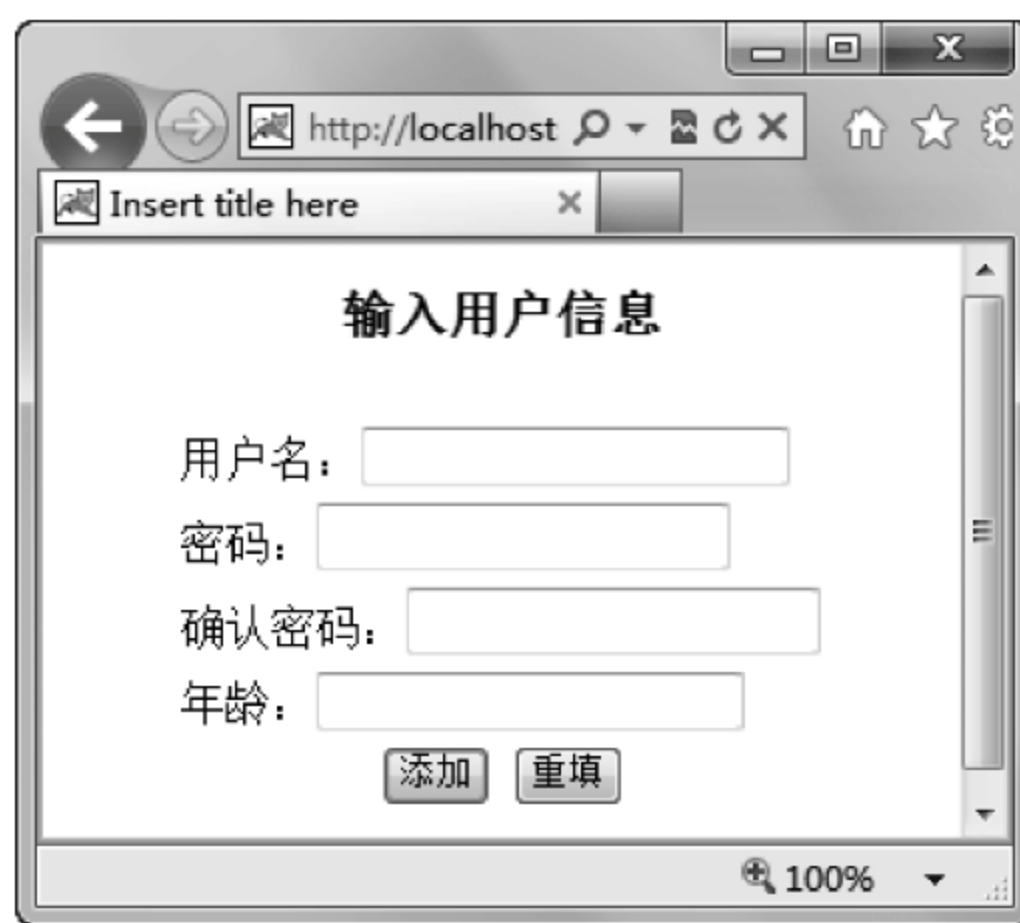 http://localhost
Insert title here
输入用户信息
用户名：
密码：
确认密码：
年龄：
添加 重填
100%